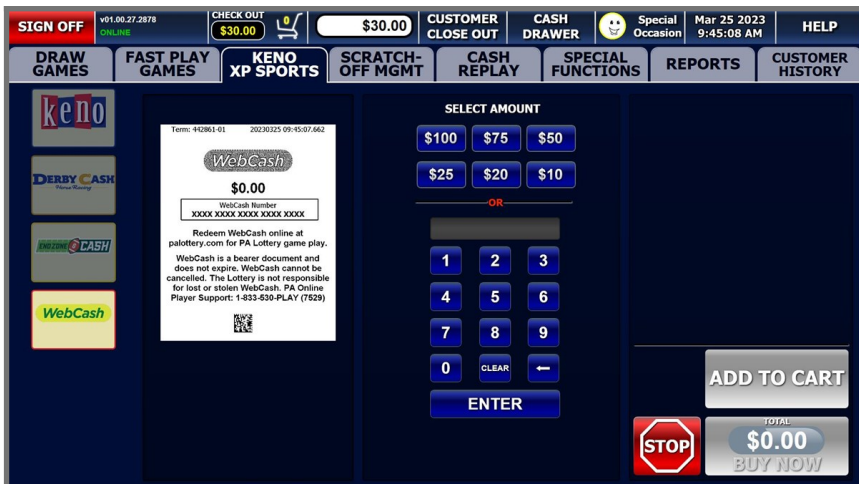 SIGN OFF
v01.00.27.2878
ONLINE
CHECK OUT
$30.00
0
$30.00
CUSTOMER
CLOSE OUT
CASH
DRAWER
Special
Occasion
Mar 25 2023
9:45:08 AM
HELP
DRAW
GAMES
FAST PLAY
GAMES
KENO
XP SPORTS
SCRATCH-
OFF MGMT
CASH
REPLAY
SPECIAL
FUNCTIONS
REPORTS
CUSTOMER
HISTORY
keno
DERBY CASH
Horse Racing
END ZONE CASH
WebCash
Term: 442861-01 20230325 09:45:07.662
WebCash
$0.00
WebCash Number
XXXX XXXX XXXX XXXX XXXX
Redeem WebCash online at
palottery.com for PA Lottery game play.
WebCash is a bearer document and
does not expire. WebCash cannot be
cancelled. The Lottery is not responsible
for lost or stolen WebCash. PA Online
Player Support: 1-833-530-PLAY (7529)
SELECT AMOUNT
$100 $75 $50
$25 $20 $10
OR
1 2 3
4 5 6
7 8 9
0 CLEAR
ENTER
ADD TO CART
STOP
TOTAL
$0.00
BUY NOW